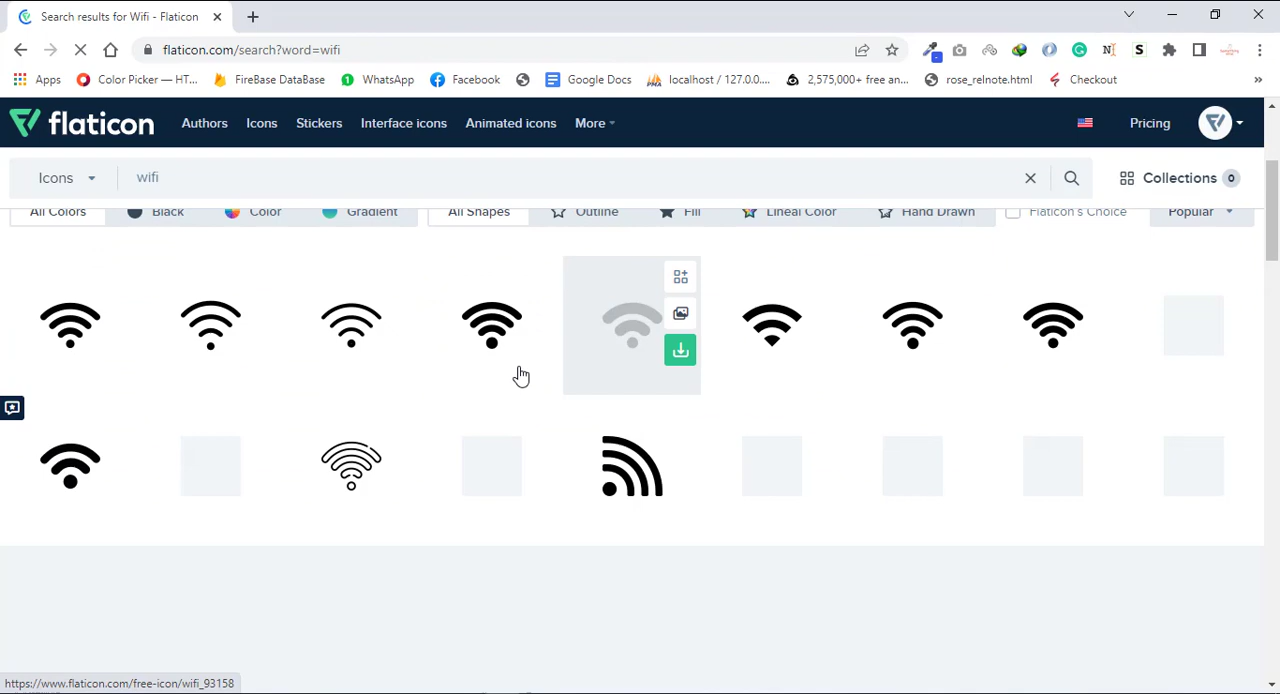 Search results for Wifi - Flaticon
flaticon.com/search?word=wifi
Apps Color Picker — HT... FireBase DataBase WhatsApp Facebook Google Docs localhost / 127.0.0.... 2,575,000+ free an... rose_relnote.html Checkout »
flaticon Authors Icons Stickers Interface icons Animated icons More Pricing
Icons wifi Collections 0
All Colors Black Color Gradient All Shapes Outline Fill Lineal Color Hand Drawn Flaticon's Choice Popular
https://www.flaticon.com/free-icon/wifi_93158